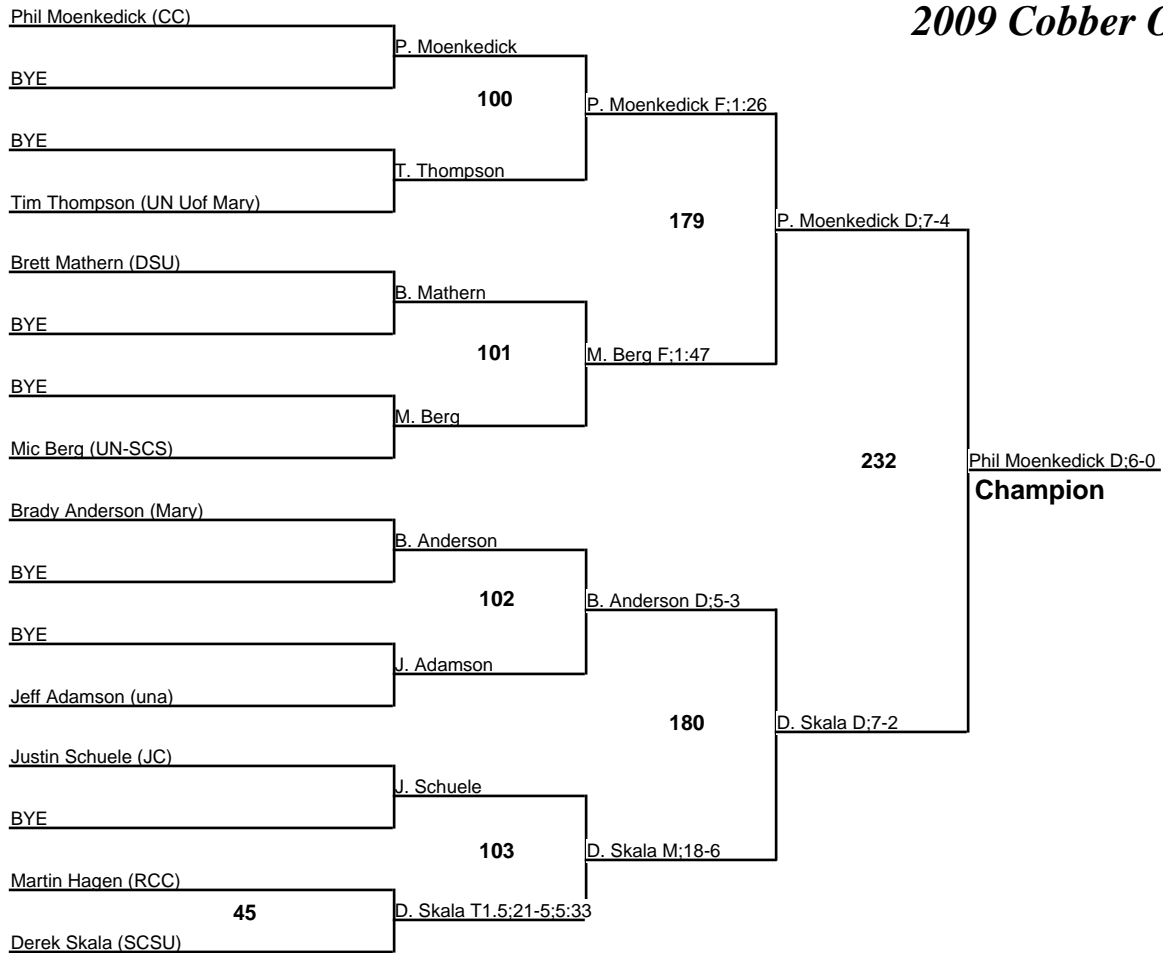 2009 Cobber O
Phil Moenkedick (CC)
P. Moenkedick
BYE
100
P. Moenkedick F;1:26
BYE
T. Thompson
Tim Thompson (UN Uof Mary)
179
P. Moenkedick D;7-4
Brett Mathern (DSU)
B. Mathern
BYE
101
M. Berg F;1:47
BYE
M. Berg
Mic Berg (UN-SCS)
232
Phil Moenkedick D;6-0
Champion
Brady Anderson (Mary)
B. Anderson
BYE
102
B. Anderson D;5-3
BYE
J. Adamson
Jeff Adamson (una)
180
D. Skala D;7-2
Justin Schuele (JC)
J. Schuele
BYE
103
D. Skala M;18-6
Martin Hagen (RCC)
45
D. Skala T1.5;21-5;5:33
Derek Skala (SCSU)